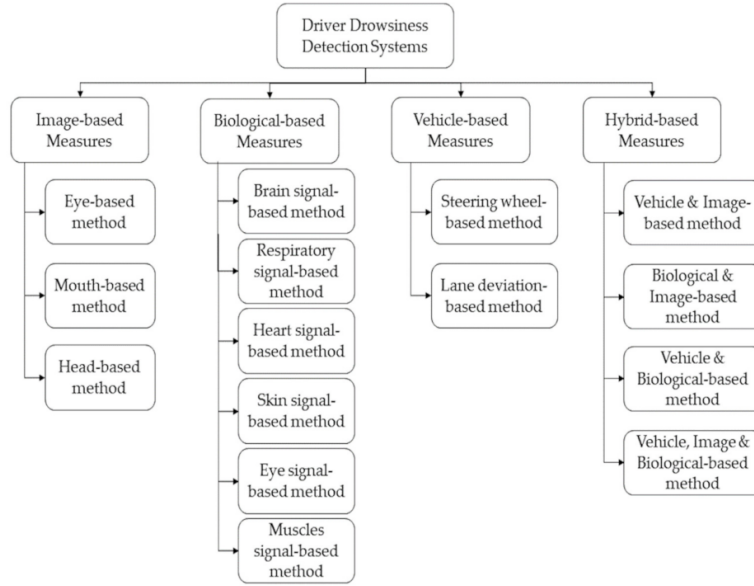 Driver Drowsiness
Detection Systems
Image-based
Measures
Eye-based
method
Mouth-based
method
Head-based
method
Biological-based
Measures
Brain signal-
based method
Respiratory
signal-based
method
Heart signal-
based method
Skin signal-
based method
Eye signal-
based method
Muscles
signal-based
method
Vehicle-based
Measures
Steering wheel-
based method
Lane deviation-
based method
Hybrid-based
Measures
Vehicle & Image-
based method
Biological &
Image-based
method
Vehicle &
Biological-based
method
Vehicle, Image &
Biological-based
method